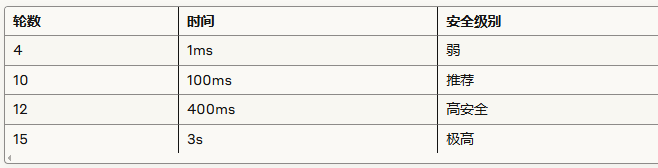 轮数 时间 安全级别
4 1ms 弱
10 100ms 推荐
12 400ms 高安全
15 3s 极高